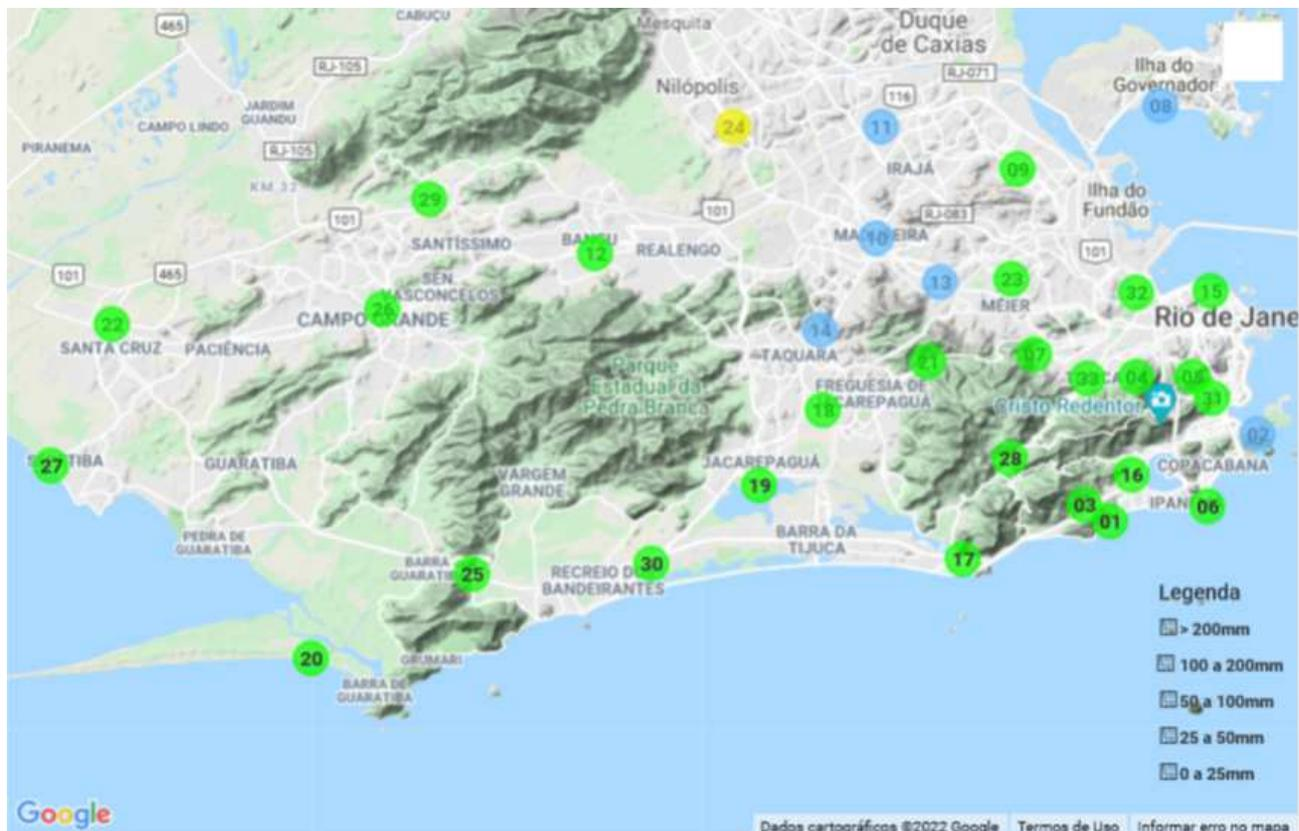 465
CABUÇU
Mesquita
Duque
de Caxias
RJ-105
RJ-071
Ilha do
Governador
Nilópolis
116
08
JARDIM
GUANDU
24
11
CAMPO LINDO
PIRANEMA
RJ-105
IRAJÁ
09
KM 32
29
Ilha do
Fundão
101
101
RJ-083
SANTÍSSIMO
12
REALENGO
10
101
101
465
SEN
VASCONCELOS
13
23
32
15
MÉIER
26
CAMPO GRANDE
22
Rio de Jane
14
SANTA CRUZ
PACIÊNCIA
TAQUARA
21
07
Parque
Estadual da
Pedra Branca
33
04
05
FREGUESIA DE
JACAREPAGUÁ
31
18
Cristo Redentor
02
27
GUARATIBA
VARGEM
GRANDE
JACAREPAGUÁ
28
COPACABANA
16
19
03
06
01
PEDRA DE
GUARATIBA
BARRA DA
TIJUCA
17
25
30
RECREIO
BANDEIRANTES
Legenda
> 200mm
20
GRUMARI
100 a 200mm
BARRA DE
GUARATIBA
50 a 100mm
25 a 50mm
0 a 25mm
Google
Dados cartográficos ©2022 Google
Termos de Uso
Informar erro no mapa